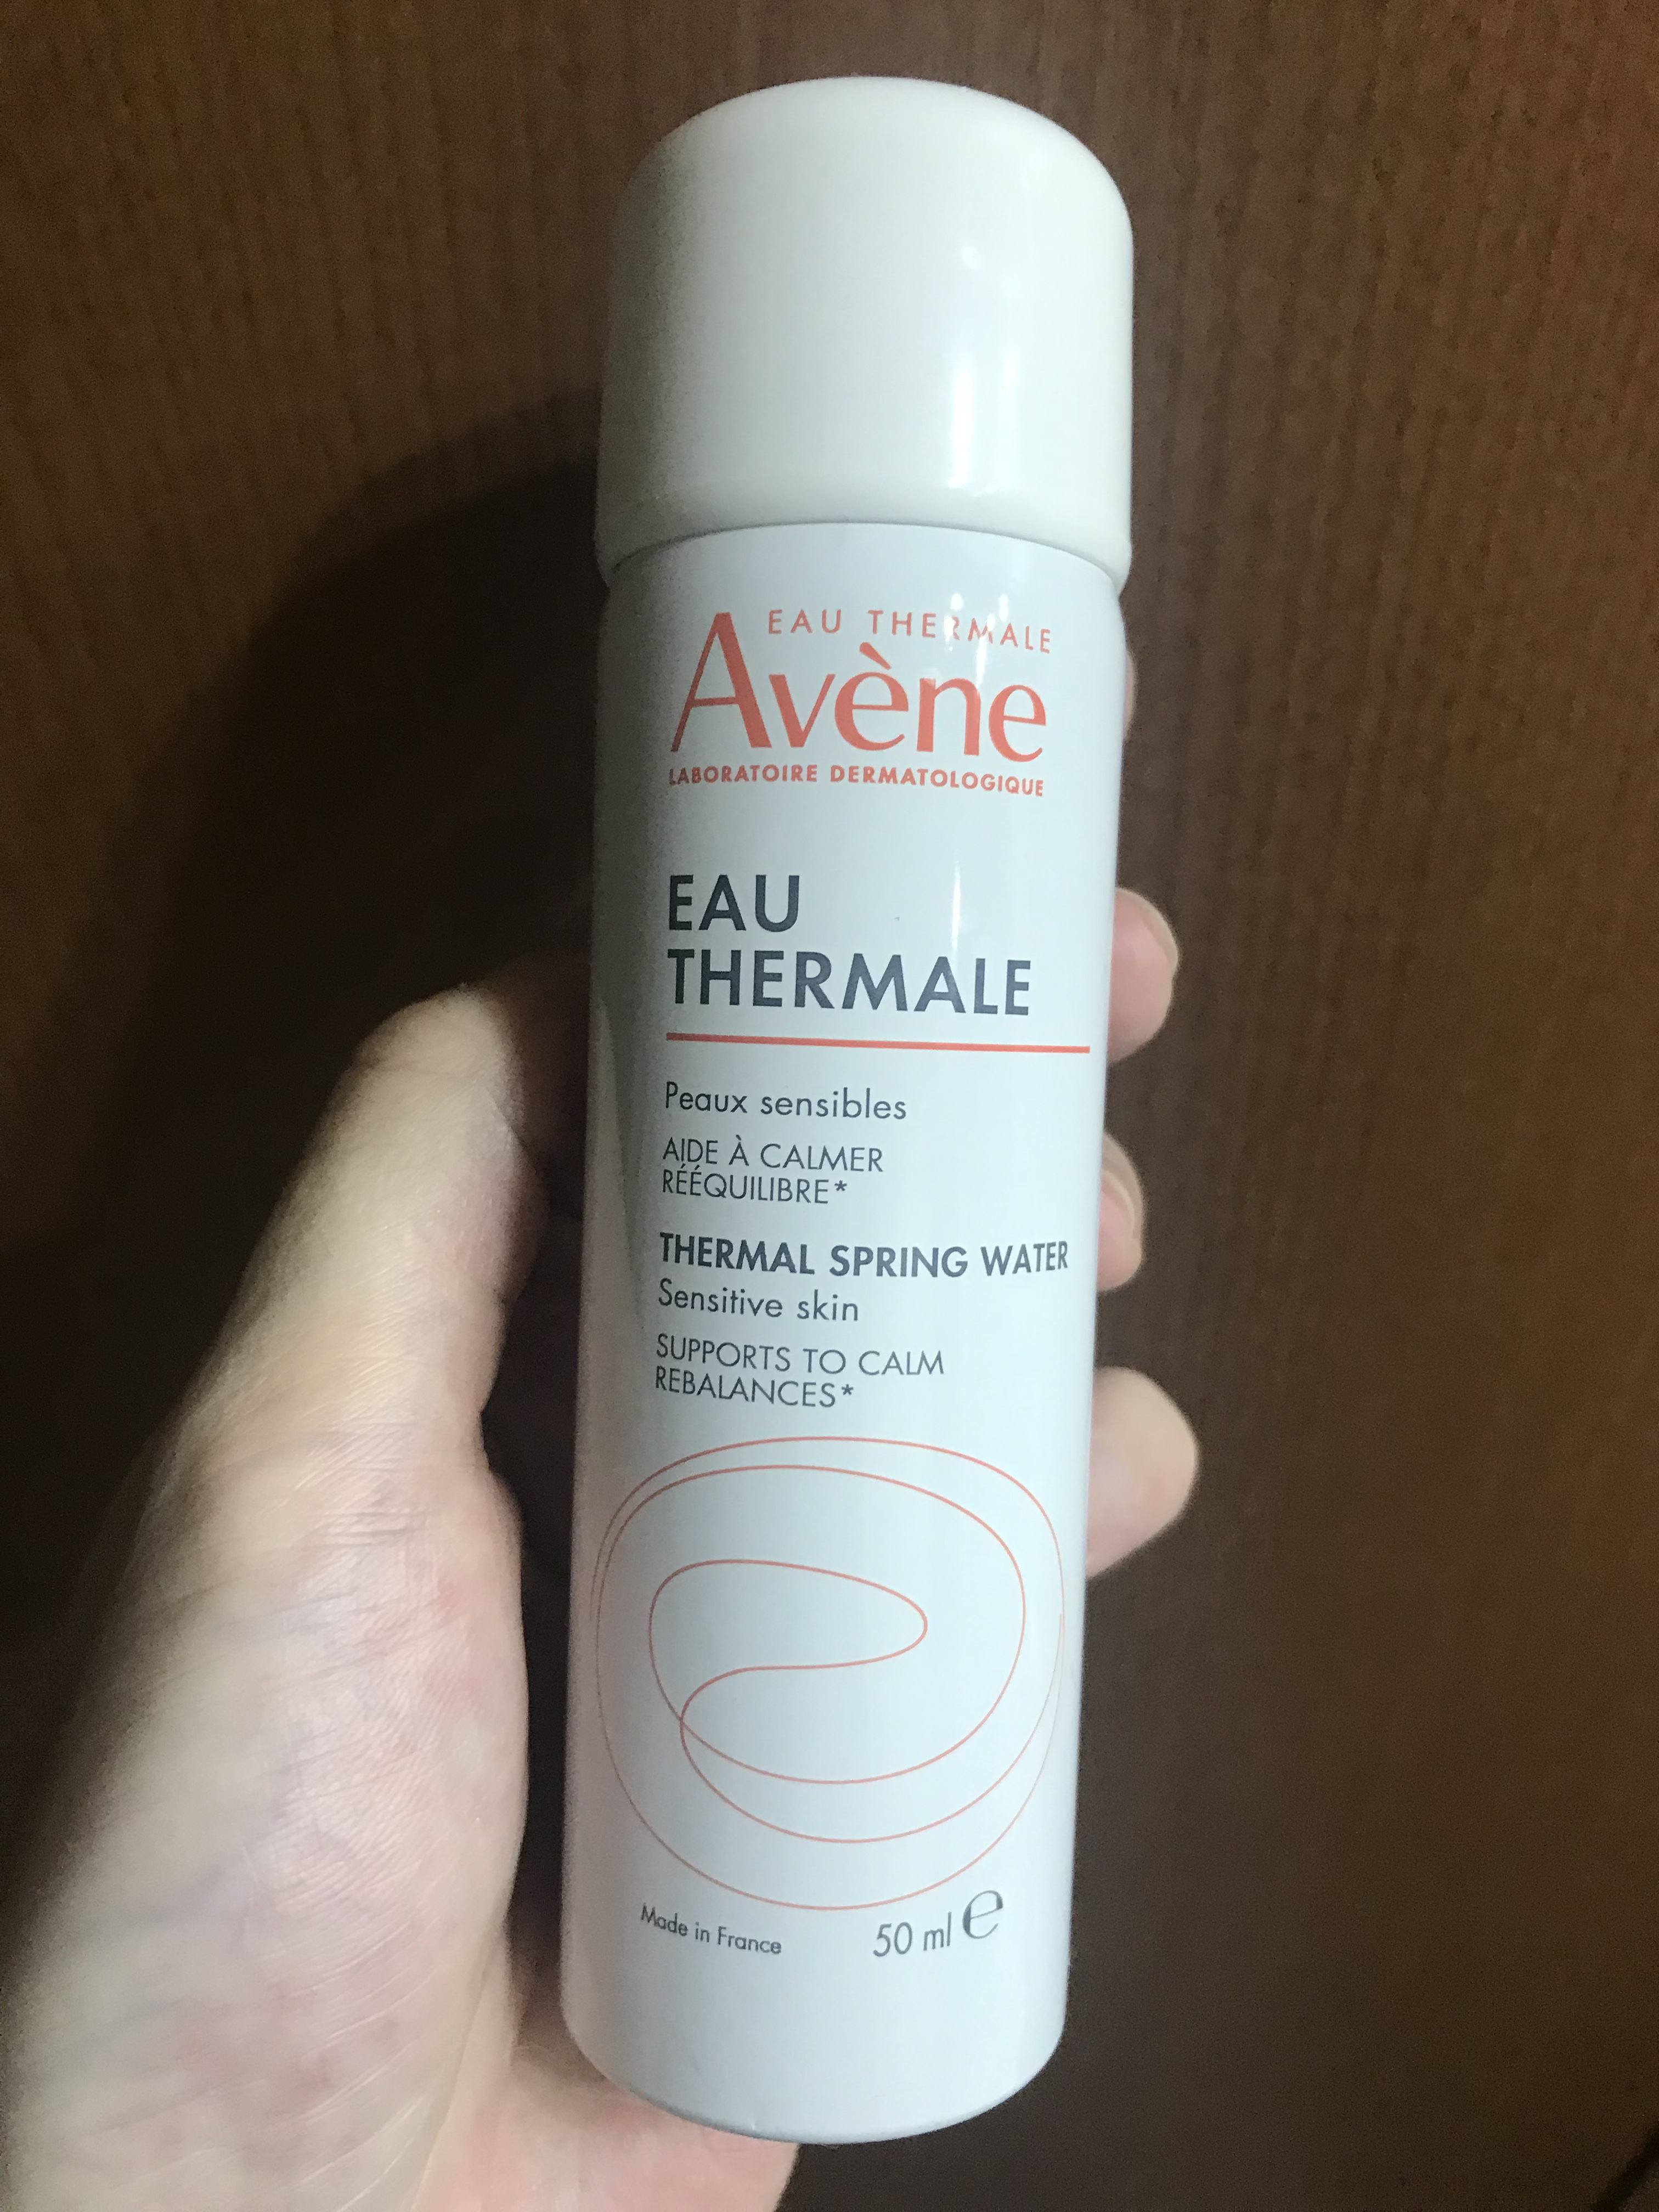 EAU THERMALE
Avène
LABORATOIRE DERMATOLOGIQUE
EAU
THERMALE
Peaux sensibles
AIDE À CALMER
RÉÉQUILIBRE*
THERMAL SPRING WATER
Sensitive skin
SUPPORTS TO CALM
REBALANCES*
Made in France
50 ml ℮